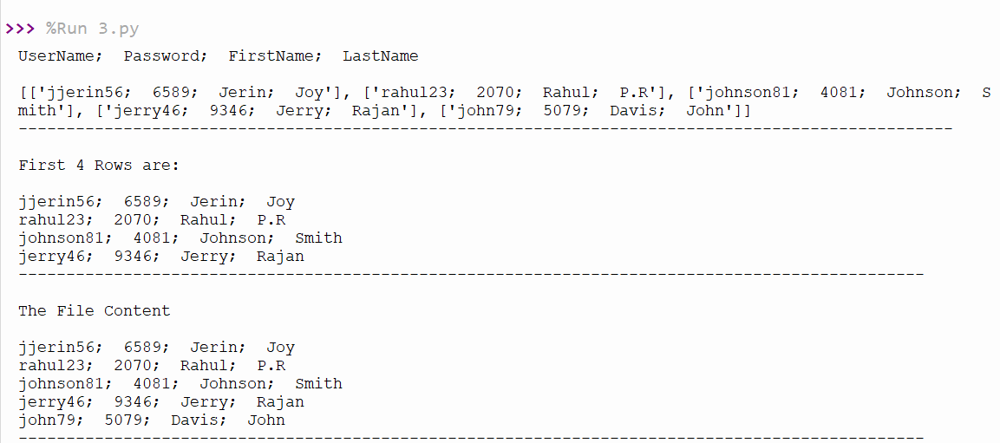 >>> %Run 3.py
UserName;  Password;  FirstName;  LastName
[['jjerin56;  6589;  Jerin;  Joy'], ['rahul23;  2070;  Rahul;  P.R'], ['johnson81;  4081;  Johnson;  S
mith'], ['jerry46;  9346;  Jerry;  Rajan'], ['john79;  5079;  Davis;  John']]
--------------------------------------------------------------------------------------------------
First 4 Rows are:
jjerin56;  6589;  Jerin;  Joy
rahul23;  2070;  Rahul;  P.R
johnson81;  4081;  Johnson;  Smith
jerry46;  9346;  Jerry;  Rajan
-----------------------------------------------------------------------------------------------
The File Content
jjerin56;  6589;  Jerin;  Joy
rahul23;  2070;  Rahul;  P.R
johnson81;  4081;  Johnson;  Smith
jerry46;  9346;  Jerry;  Rajan
john79;  5079;  Davis;  John
-----------------------------------------------------------------------------------------------